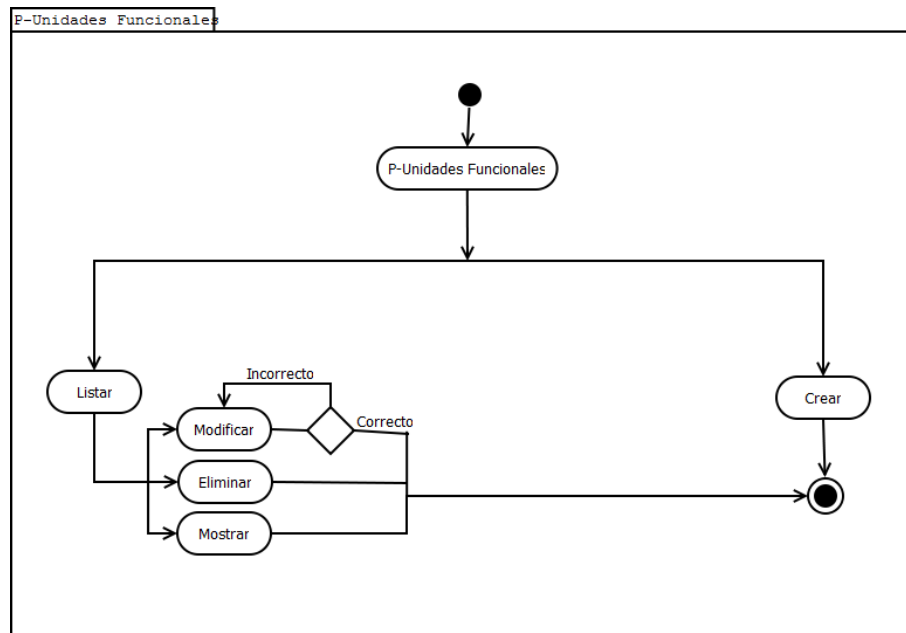 P-Unidades Funcionales
P-Unidades Funcionales
Incorrecto
Listar
Crear
Modificar
Correcto
Eliminar
Mostrar